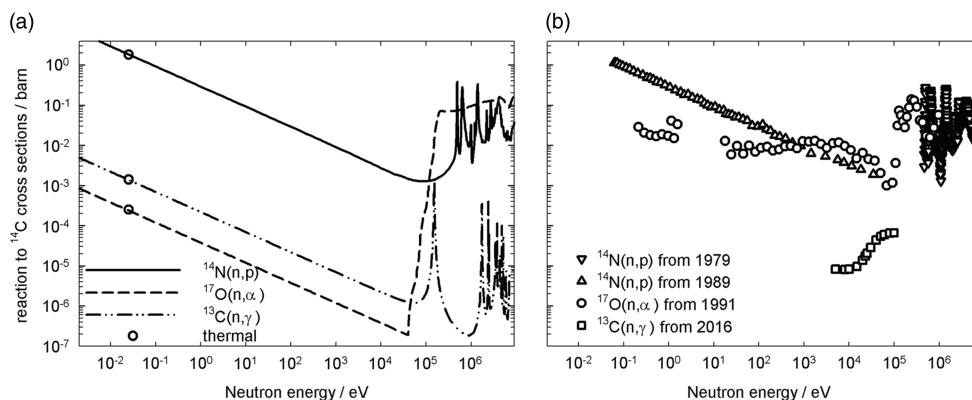 (a)
reaction to ¹⁴C cross sections / barn
10⁰
10⁻¹
10⁻²
10⁻³
10⁻⁴
10⁻⁵
10⁻⁶
10⁻⁷
¹⁴N(n,p)
¹⁷O(n,α)
¹³C(n,γ)
thermal
10⁻² 10⁰ 10¹ 10² 10³ 10⁴ 10⁵ 10⁶
Neutron energy / eV
(b)
¹⁴N(n,p) from 1979
¹⁴N(n,p) from 1989
¹⁷O(n,α) from 1991
¹³C(n,γ) from 2016
10⁻² 10⁻¹ 10⁰ 10¹ 10² 10³ 10⁴ 10⁵ 10⁶
Neutron energy / eV